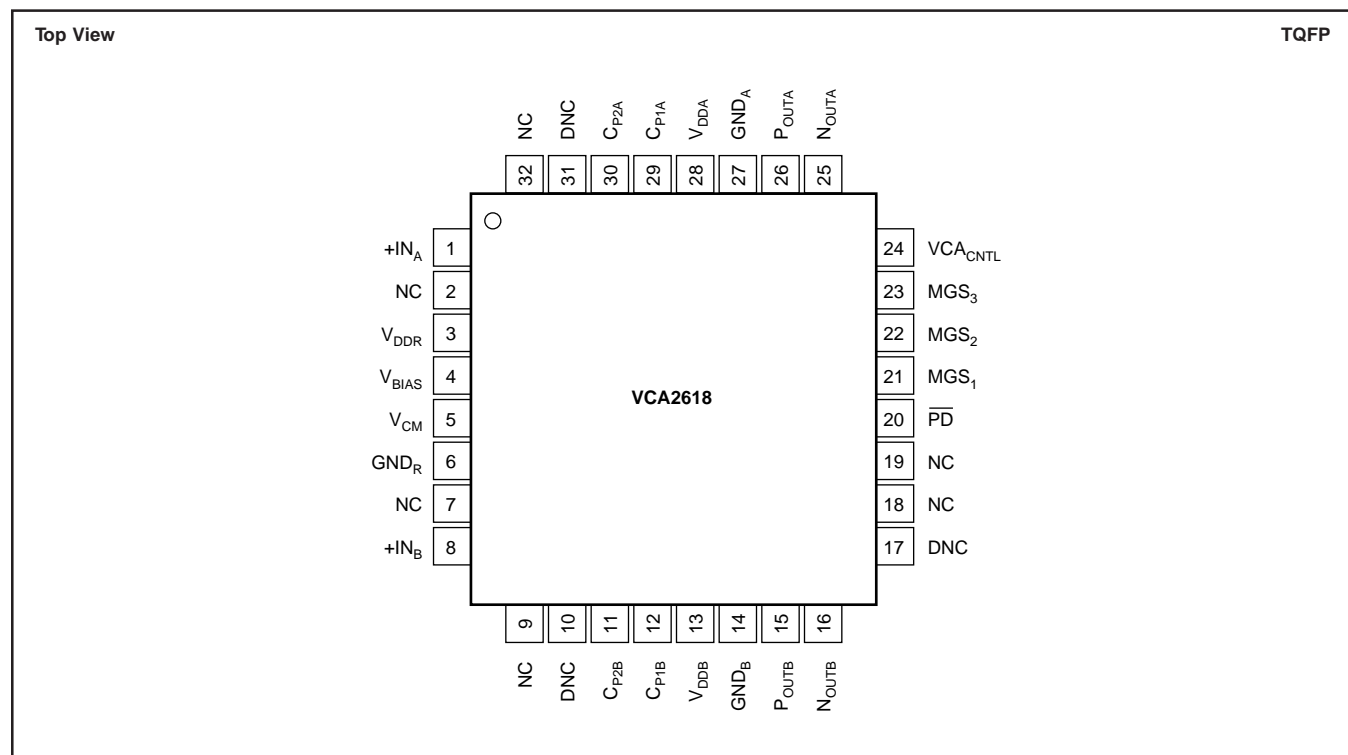 Top View
TQFP
NC
DNC
CP2A
CP1A
VDDA
GNDA
POUTA
NOUTA
32
31
30
29
28
27
26
25
+INA 1
NC 2
VDDR 3
VBIAS 4
VCM 5
GNDR 6
NC 7
+INB 8
VCA2618
24 VCACNTL
23 MGS3
22 MGS2
21 MGS1
20 P̅D̅
19 NC
18 NC
17 DNC
9
10
11
12
13
14
15
16
NC
DNC
CP2B
CP1B
VDDB
GNDB
POUTB
NOUTB